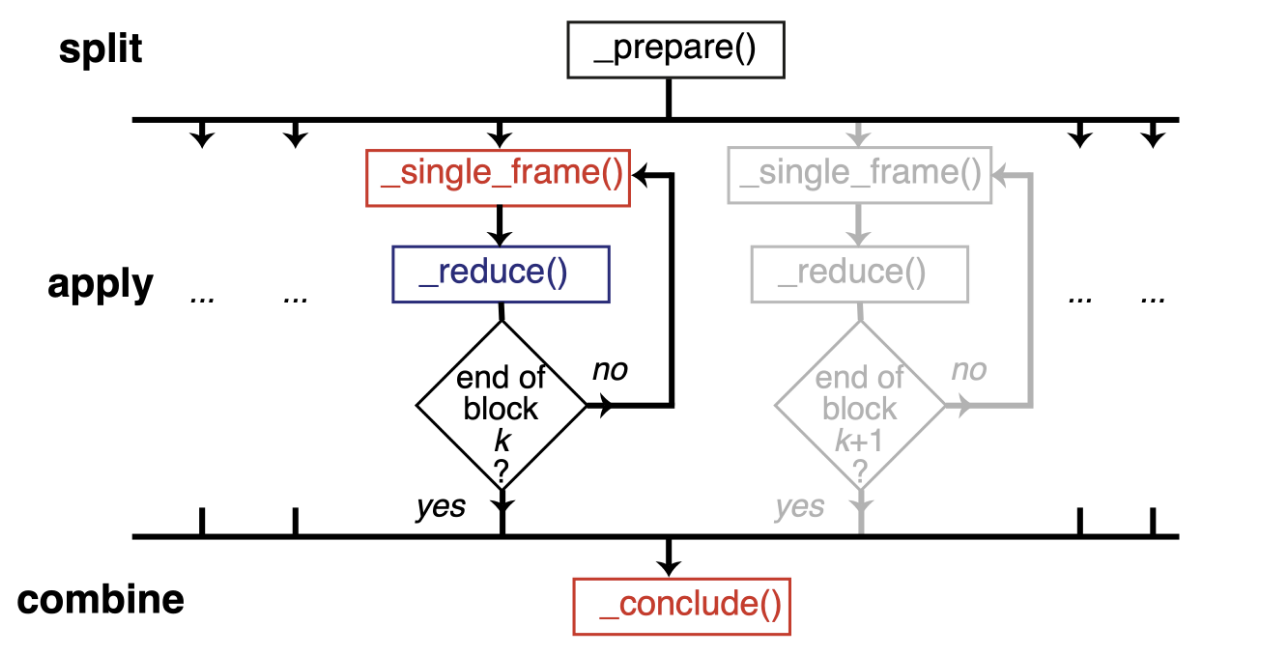 split
_prepare()
_single_frame()
_single_frame()
apply
...
...
_reduce()
_reduce()
...
...
end of
block
k
?
no
yes
end of
block
k+1
?
no
yes
combine
_conclude()